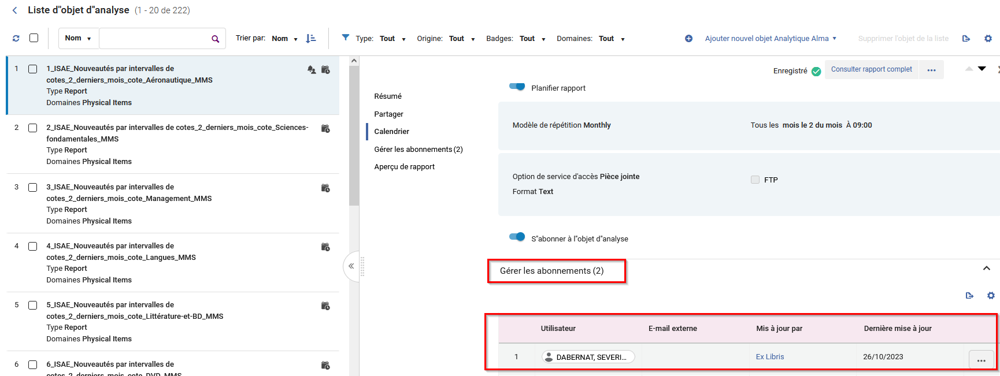 Liste d"objet d"analyse (1 - 20 de 222)
Nom Trier par: Nom Type: Tout Origine: Tout Badges: Tout Domaines: Tout Ajouter nouvel objet Analytique Alma Supprimer l'objet de la liste
1 1_ISAE_Nouveautés par intervalles de
cotes_2_derniers_mois_cote_Aéronautique_MMS
Type Report
Domaines Physical Items
2 2_ISAE_Nouveautés par intervalles de cotes_2_derniers_mois_cote_Sciences-
fondamentales_MMS
Type Report
Domaines Physical Items
3 3_ISAE_Nouveautés par intervalles de
cotes_2_derniers_mois_cote_Management_MMS
Type Report
Domaines Physical Items
4 4_ISAE_Nouveautés par intervalles de
cotes_2_derniers_mois_cote_Langues_MMS
Type Report
Domaines Physical Items
5 5_ISAE_Nouveautés par intervalles de
cotes_2_derniers_mois_cote_Littérature-et-BD_MMS
Type Report
Domaines Physical Items
6 6_ISAE_Nouveautés par intervalles de
cotes_2_derniers_mois_cote_DVD_MMS
Résumé
Partager
Calendrier
Gérer les abonnements (2)
Aperçu de rapport
Enregistré Consulter rapport complet ...
Planifier rapport
Modèle de répétition Monthly Tous les mois le 2 du mois À 09:00
Option de service d'accès Pièce jointe FTP
Format Text
S"abonner à l"objet d"analyse
Gérer les abonnements (2)
Utilisateur E-mail externe Mis à jour par Dernière mise à jour
1 DABERNAT, SEVERI... Ex Libris 26/10/2023 ...